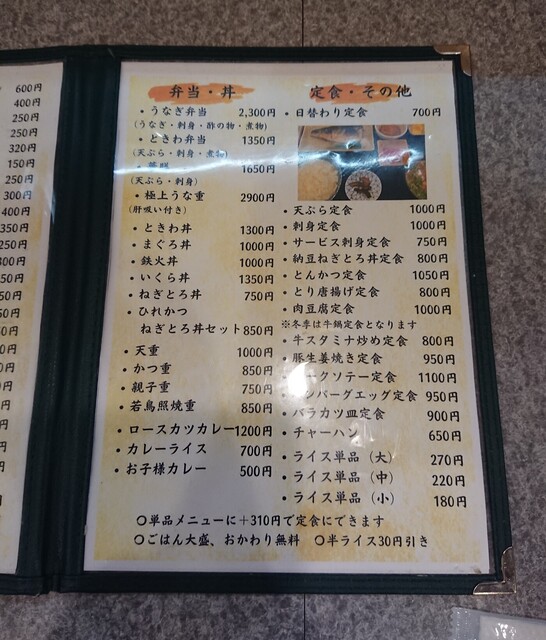 600円
400円
250円
250円
320円
150円
250円
300円
400円
350円
250円
弁当・丼
・うなぎ弁当 2,300円
(うなぎ・刺身・酢の物・煮物)
・ときわ弁当 1350円
(天ぷら・刺身・煮物)
1650円
(天ぷら・刺身)
・極上うな重 2900円
(肝吸い付き)
・ときわ丼 1300円
・まぐろ丼 1000円
・鉄火丼 1000円
・いくら丼 1350円
・ねぎとろ丼 750円
・ひれかつ
ねぎとろ丼セット850円
・天重 1000円
・かつ重 850円
・親子重 750円
・若鳥照焼重 850円
・ロースカツカレー1200円
・カレーライス 700円
・お子様カレー 500円
定食・その他
・日替わり定食 700円
・天ぷら定食 1000円
・刺身定食 1000円
・サービス刺身定食 750円
・納豆ねぎとろ丼定食 800円
・とんかつ定食 1050円
・とり唐揚げ定食 800円
・肉豆腐定食 1000円
※冬季は牛鍋定食となります
・牛スタミナ炒め定食 800円
・豚生姜焼き定食 950円
ークソテー定食 1100円
ンバーグエッグ定食 950円
・バラカツ皿定食 900円
・チャーハン 650円
・ライス単品（大） 270円
・ライス単品（中） 220円
・ライス単品（小） 180円
○単品メニューに＋310円で定食にできます
○ごはん大盛、おかわり無料 ○半ライス30円引き